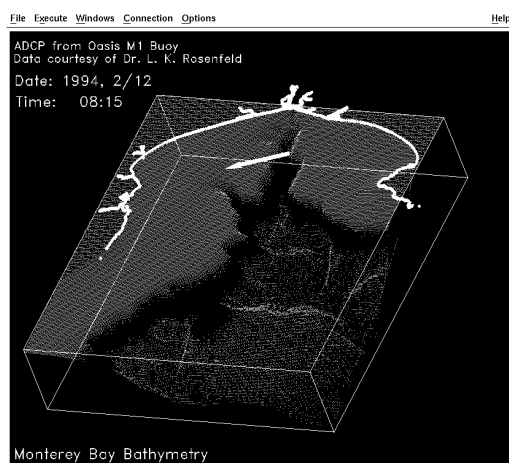 File Execute Windows Connection Options Help
ADCP from Oasis M1 Buoy
Data courtesy of Dr. L. K. Rosenfeld
Date: 1994, 2/12
Time: 08:15
Monterey Bay Bathymetry